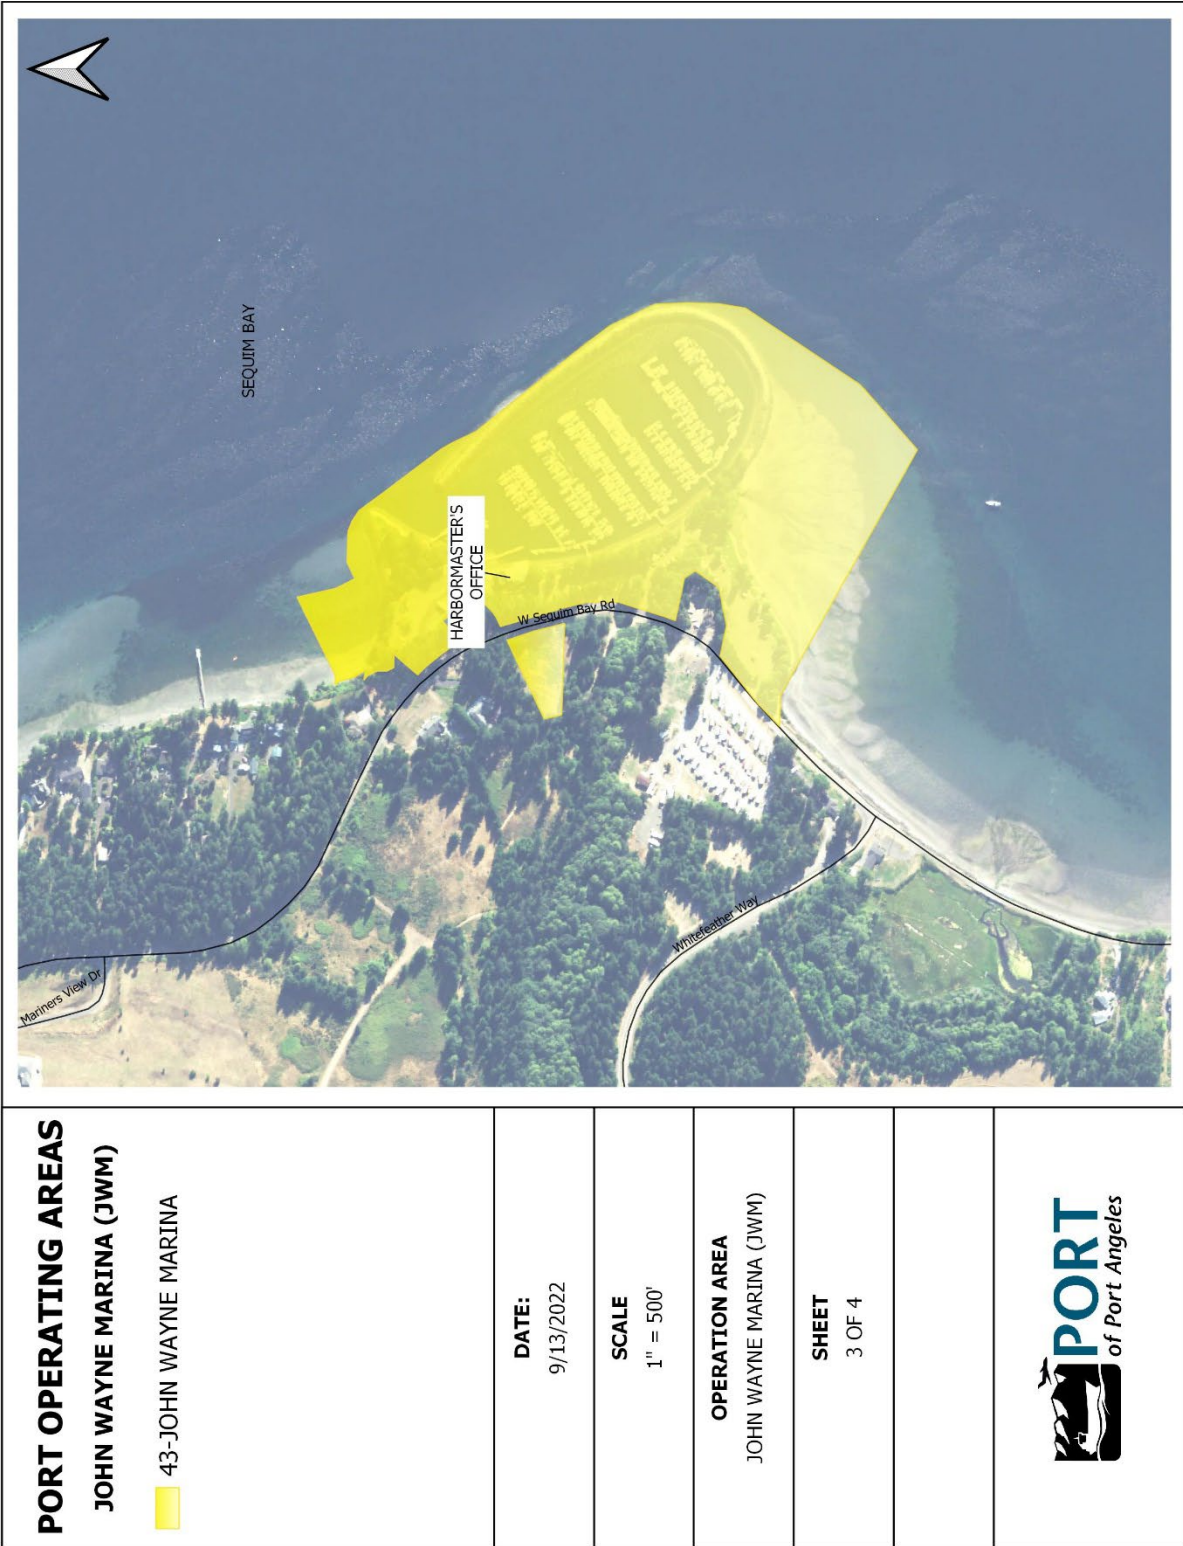 PORT OPERATING AREAS
JOHN WAYNE MARINA (JWM)
43-JOHN WAYNE MARINA
DATE:
9/13/2022
SCALE
1" = 500'
OPERATION AREA
JOHN WAYNE MARINA (JWM)
SHEET
3 OF 4
PORT
of Port Angeles
SEQUIM BAY
HARBORMASTER'S
OFFICE
W Sequim Bay Rd
Whitefeather Way
Mariners View Dr